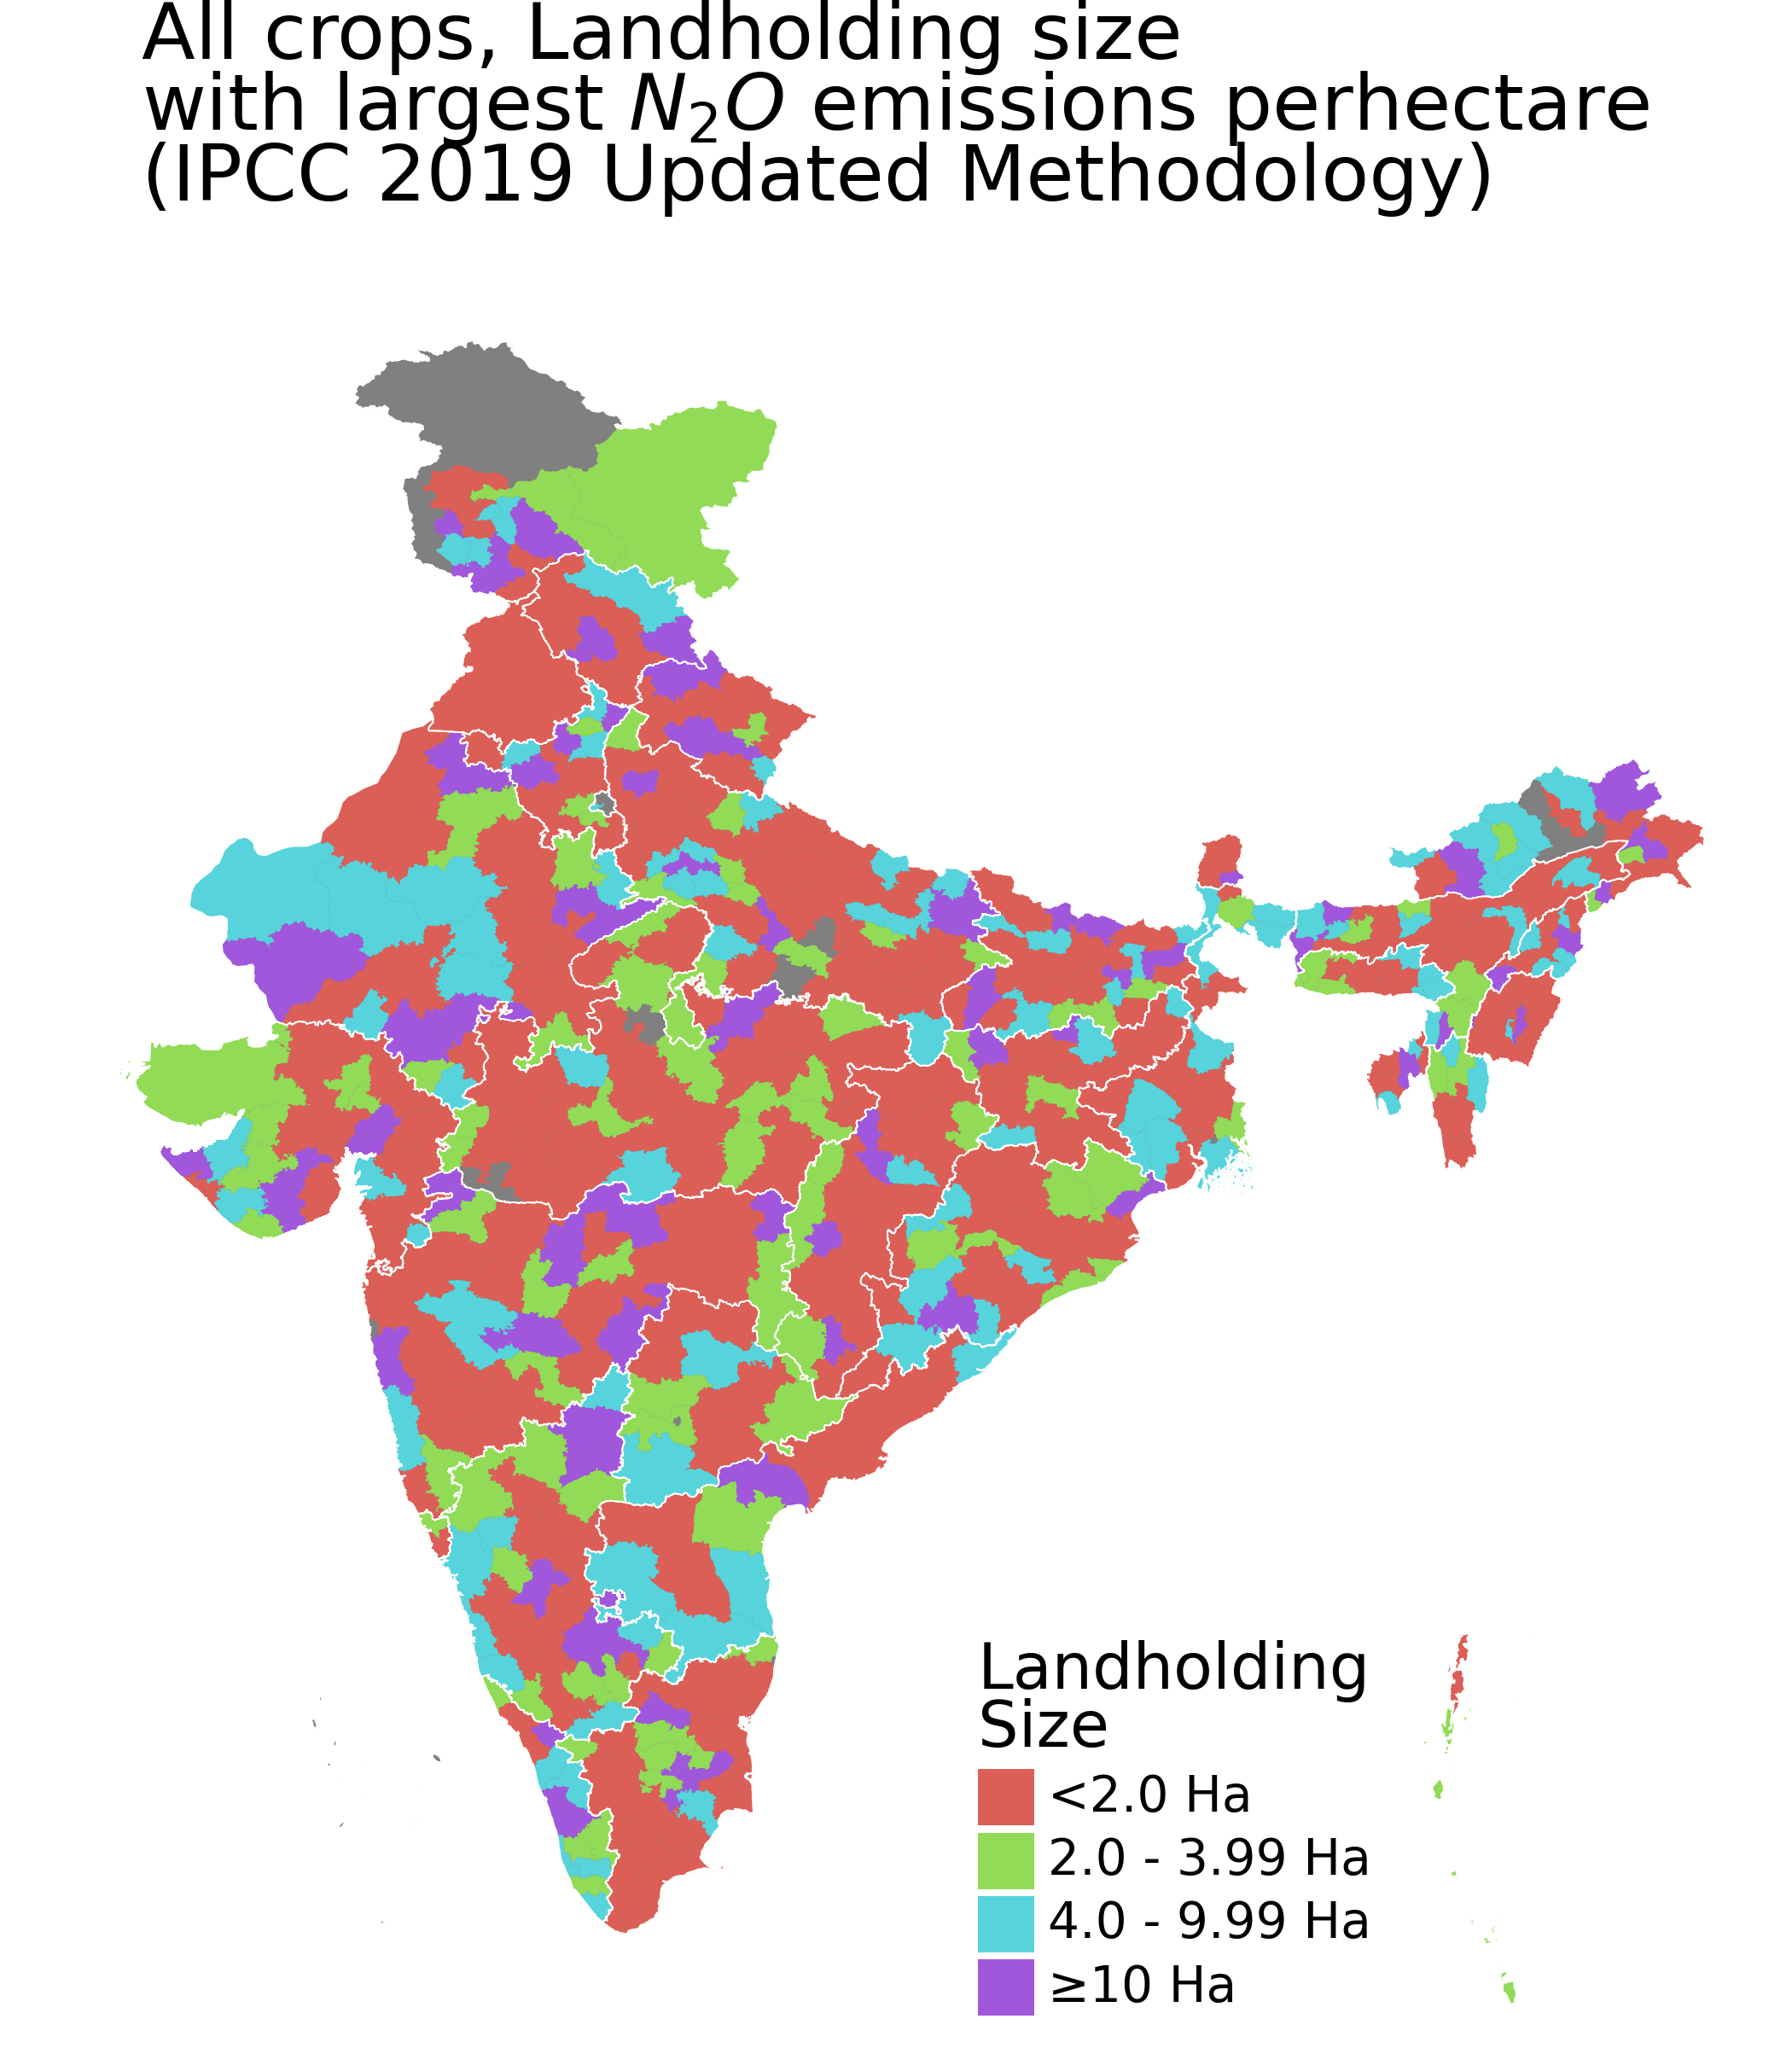 All crops, Landholding size
with largest N₂O emissions perhectare
(IPCC 2019 Updated Methodology)
Landholding
Size
<2.0 Ha
2.0 - 3.99 Ha
4.0 - 9.99 Ha
≥10 Ha